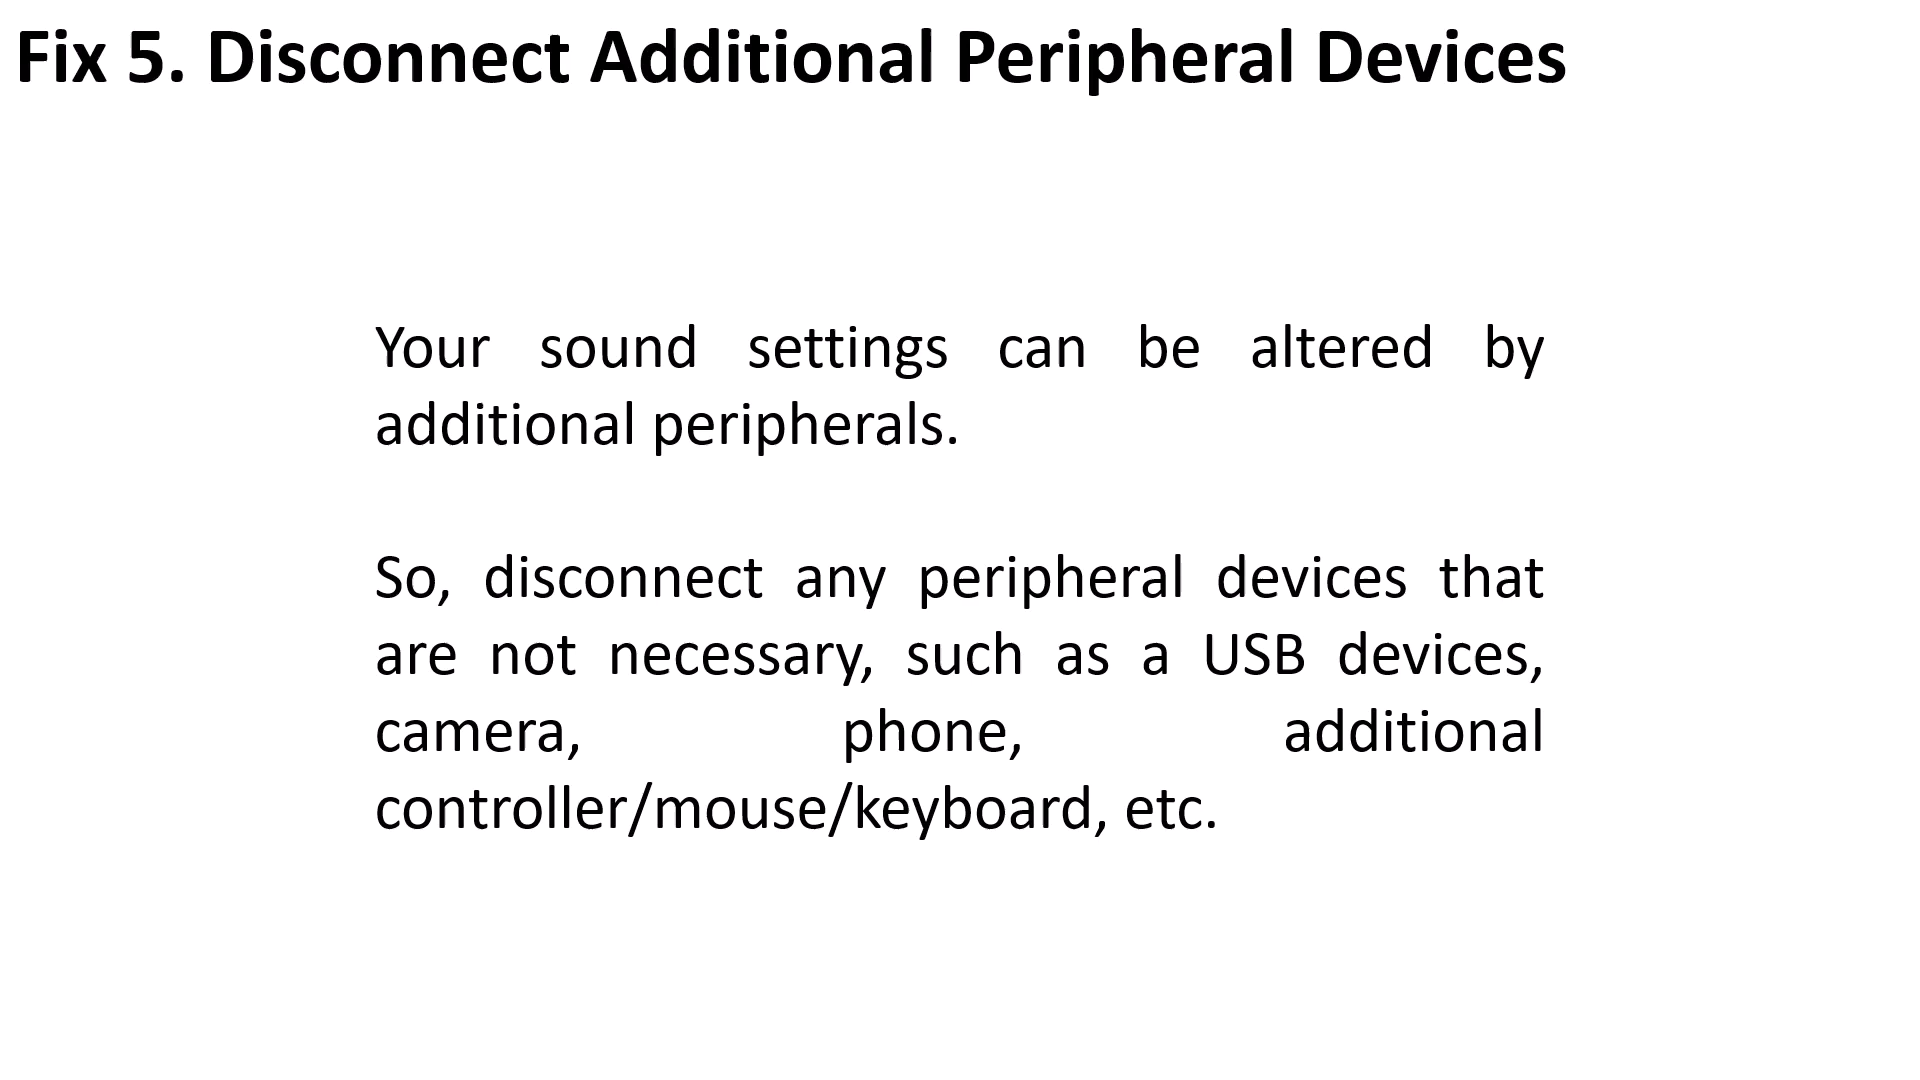 Fix 5. Disconnect Additional Peripheral Devices
Your sound settings can be altered by
additional peripherals.
So, disconnect any peripheral devices that
are not necessary, such as a USB devices,
camera, phone, additional
controller/mouse/keyboard, etc.